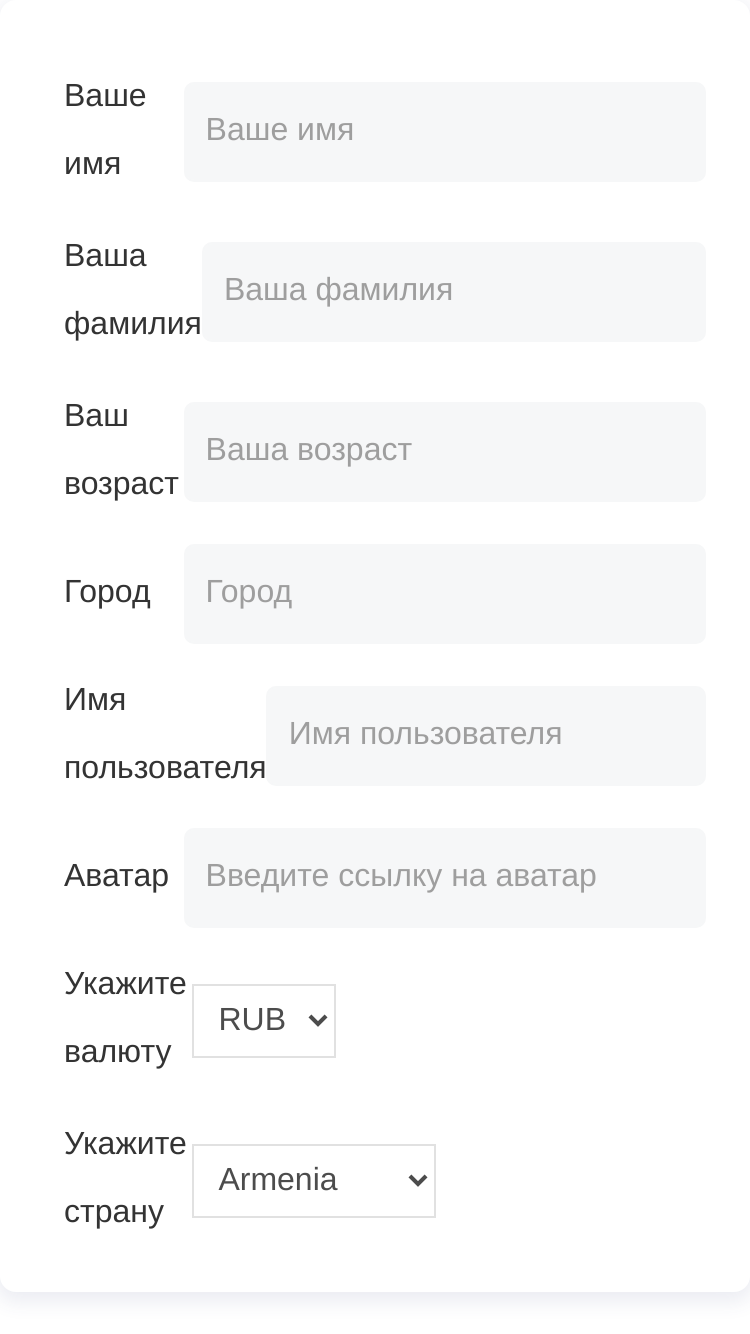 Ваше
имя
Ваше имя
Ваша
фамилия
Ваша фамилия
Ваш
возраст
Ваша возраст
Город
Город
Имя
пользователя
Имя пользователя
Аватар
Введите ссылку на аватар
Укажите
валюту
RUB
Укажите
страну
Armenia